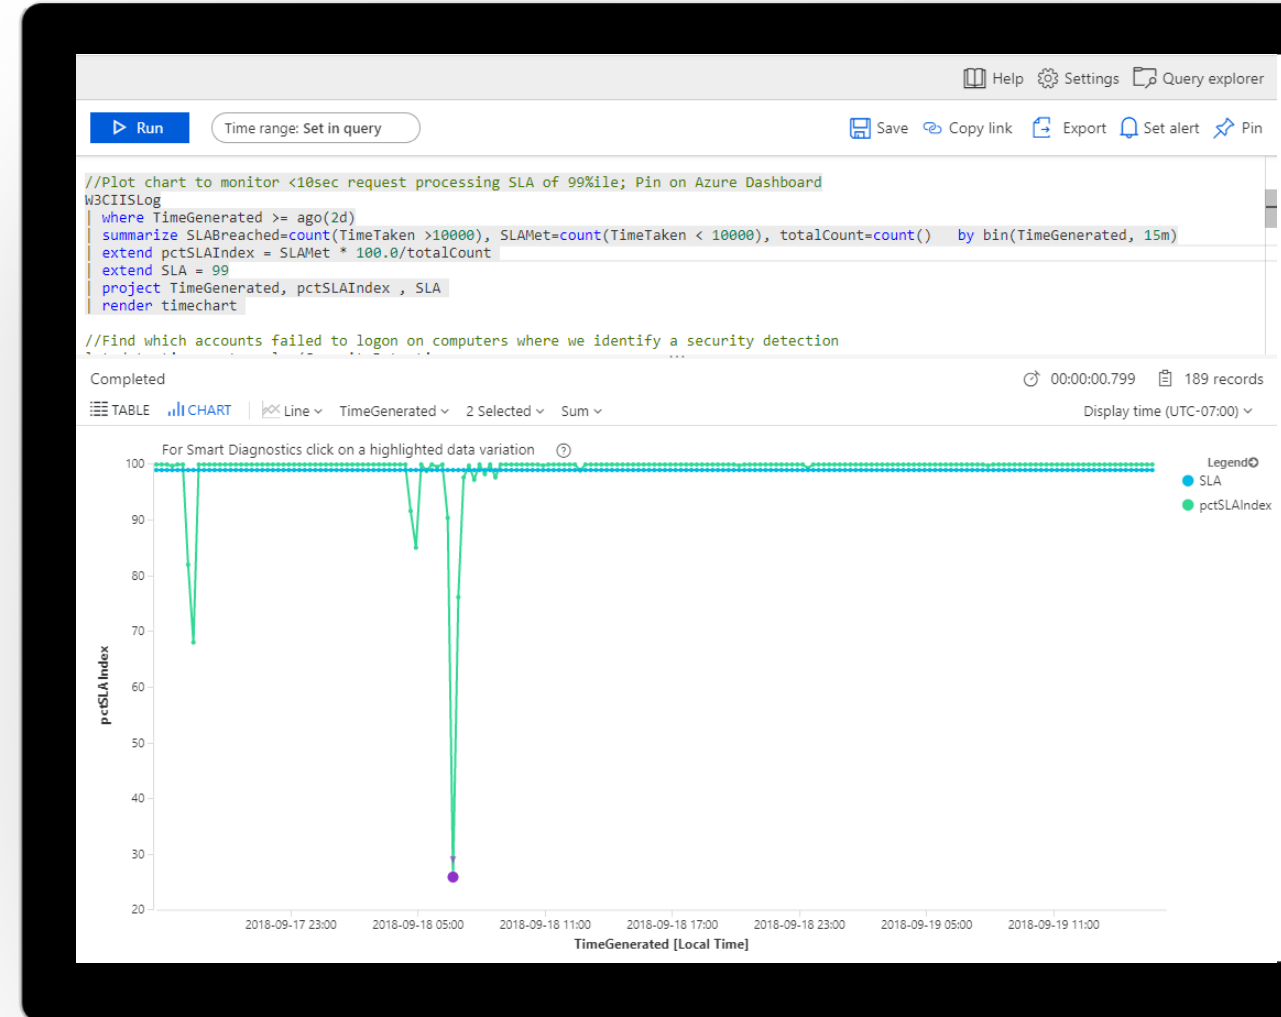 Help Settings Query explorer
Run Time range: Set in query Save Copy link Export Set alert Pin
//Plot chart to monitor <10sec request processing SLA of 99%ile; Pin on Azure Dashboard
W3CIISLog
| where TimeGenerated >= ago(2d)
| summarize SLABreached=count(TimeTaken >10000), SLAMet=count(TimeTaken < 10000), totalCount=count() by bin(TimeGenerated, 15m)
| extend pctSLAIndex = SLAMet * 100.0/totalCount
| extend SLA = 99
| project TimeGenerated, pctSLAIndex , SLA
| render timechart
//Find which accounts failed to logon on computers where we identify a security detection
Completed 00:00:00.799 189 records
TABLE CHART Line TimeGenerated 2 Selected Sum Display time (UTC-07:00)
For Smart Diagnostics click on a highlighted data variation ?
Legend
SLA
pctSLAIndex
100
90
80
70
60
50
40
30
20
pctSLAIndex
2018-09-17 23:00 2018-09-18 05:00 2018-09-18 11:00 2018-09-18 17:00 2018-09-18 23:00 2018-09-19 05:00 2018-09-19 11:00
TimeGenerated [Local Time]